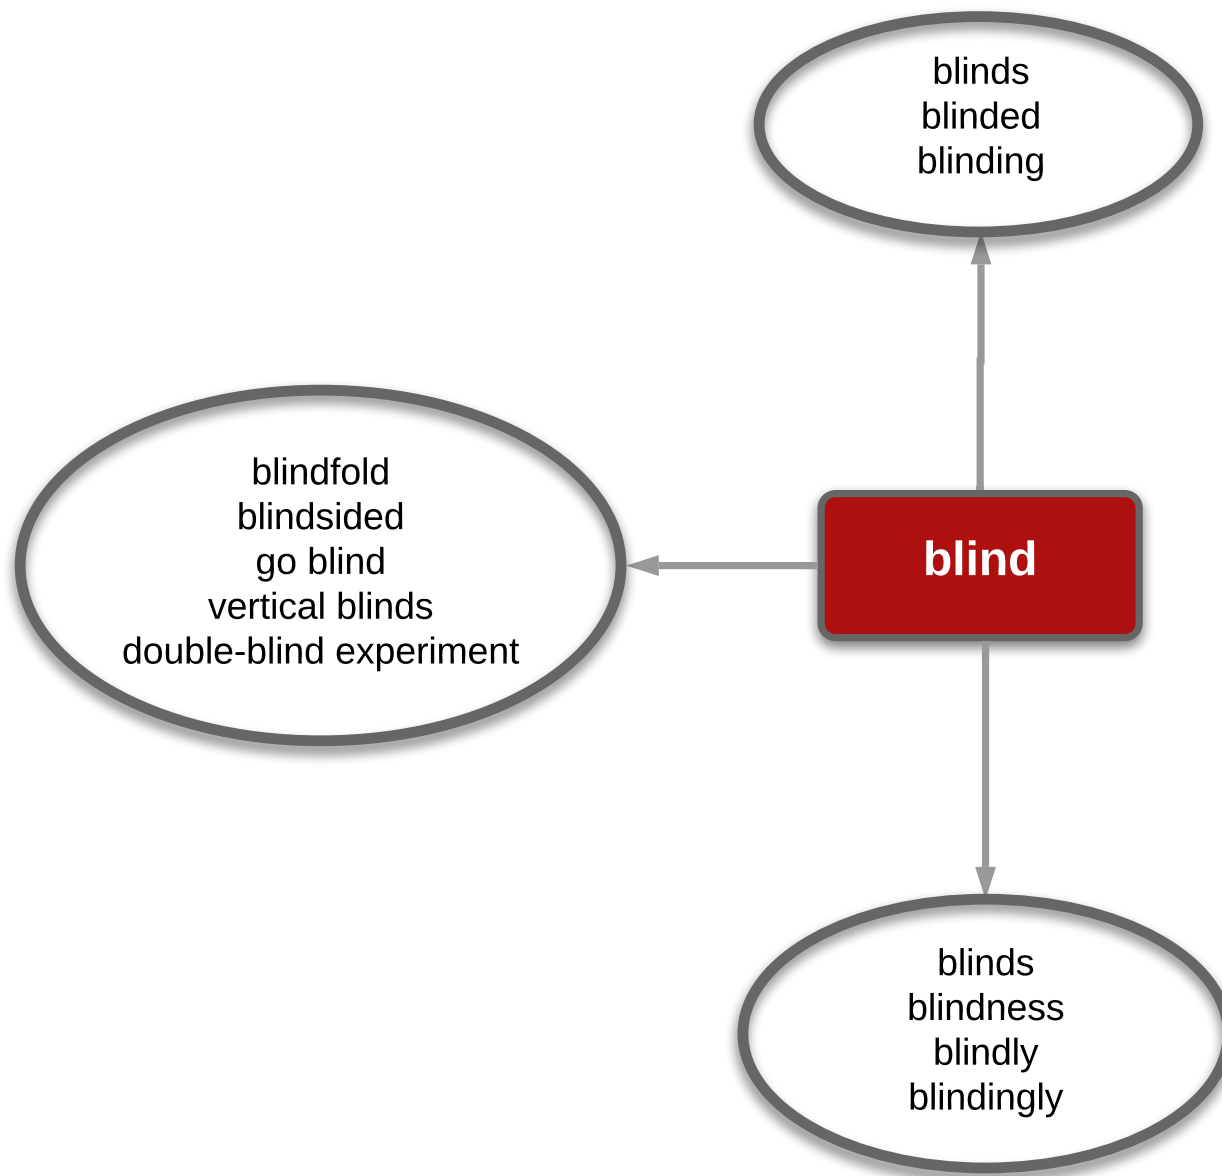 blinds
blinded
blinding
blindfold
blindsided
go blind
vertical blinds
double-blind experiment
blind
blinds
blindness
blindly
blindingly